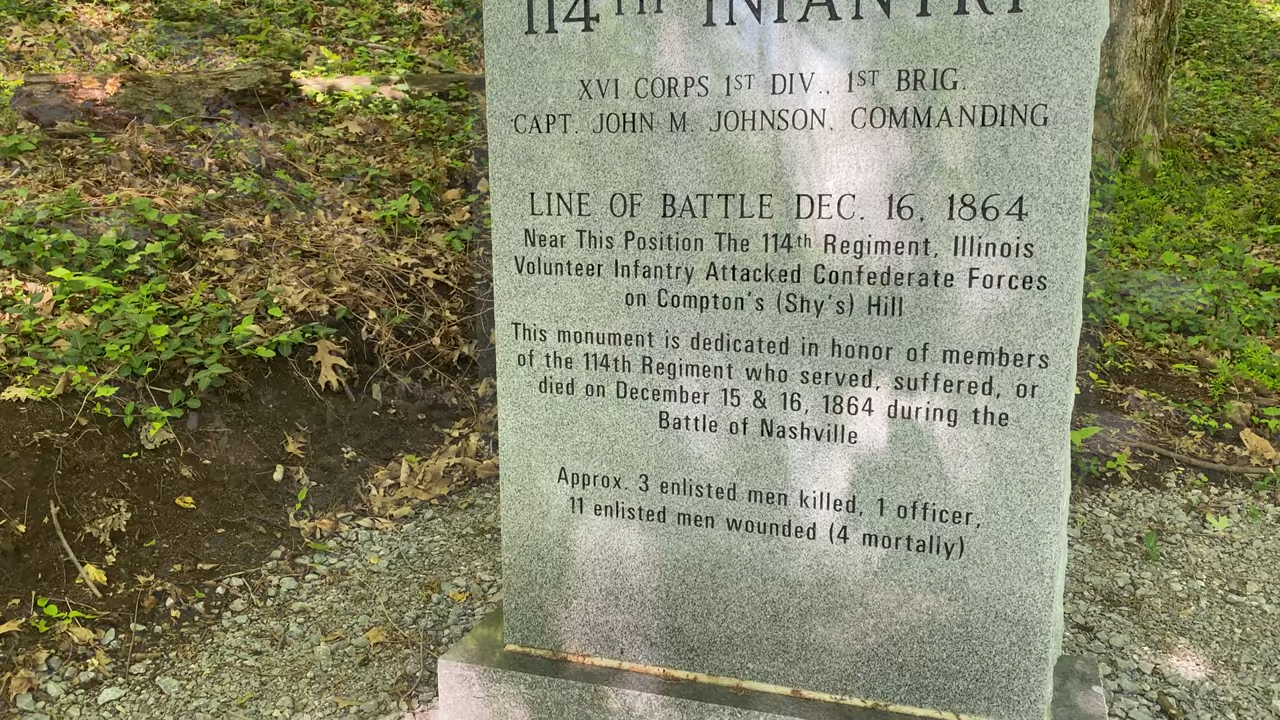 114TH INFANTRY
XVI CORPS 1ST DIV., 1ST BRIG.
CAPT. JOHN M. JOHNSON, COMMANDING
LINE OF BATTLE DEC. 16, 1864
Near This Position The 114th Regiment, Illinois
Volunteer Infantry Attacked Confederate Forces
on Compton's (Shy's) Hill
This monument is dedicated in honor of members
of the 114th Regiment who served, suffered, or
died on December 15 & 16, 1864 during the
Battle of Nashville
Approx. 3 enlisted men killed, 1 officer,
11 enlisted men wounded (4 mortally)